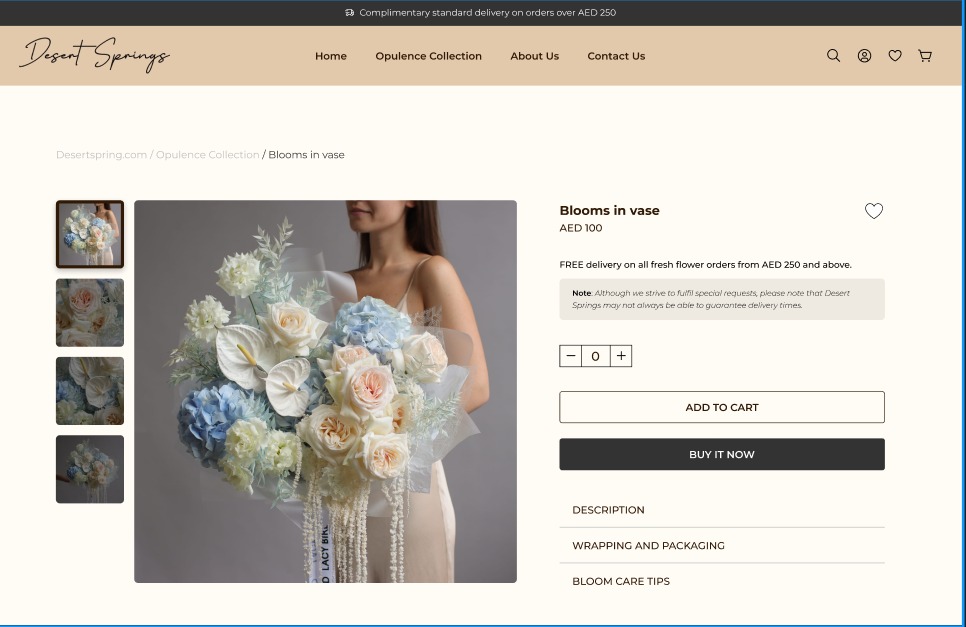 Complimentary standard delivery on orders over AED 250
Desert Springs
Home
Opulence Collection
About Us
Contact Us
Desertspring.com / Opulence Collection / Blooms in vase
Blooms in vase
AED 100
FREE delivery on all fresh flower orders from AED 250 and above.
Note: Although we strive to fulfil special requests, please note that Desert
Springs may not always be able to guarantee delivery times.
0
ADD TO CART
BUY IT NOW
DESCRIPTION
WRAPPING AND PACKAGING
BLOOM CARE TIPS
LACY BIRD